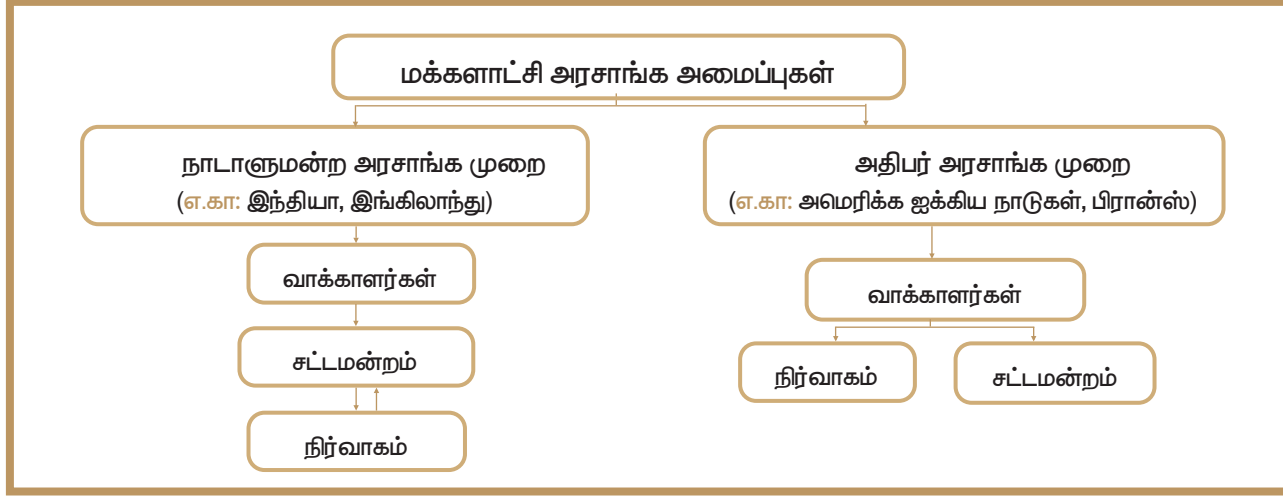 மக்களாட்சி அரசாங்க அமைப்புகள்
நாடாளுமன்ற அரசாங்க முறை
(எ.கா: இந்தியா, இங்கிலாந்து)
வாக்காளர்கள்
சட்டமன்றம்
நிர்வாகம்
அதிபர் அரசாங்க முறை
(எ.கா: அமெரிக்க ஐக்கிய நாடுகள், பிரான்ஸ்)
வாக்காளர்கள்
நிர்வாகம்
சட்டமன்றம்